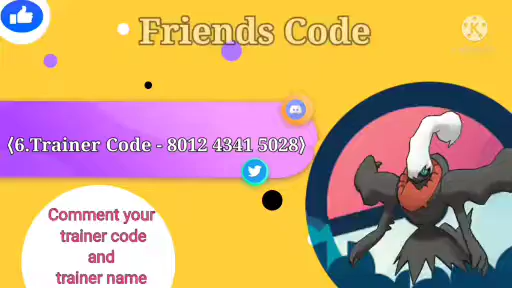 Friends Code
⟨6.Trainer Code - 8012 4341 5028⟩
Comment your
trainer code
and
trainer name